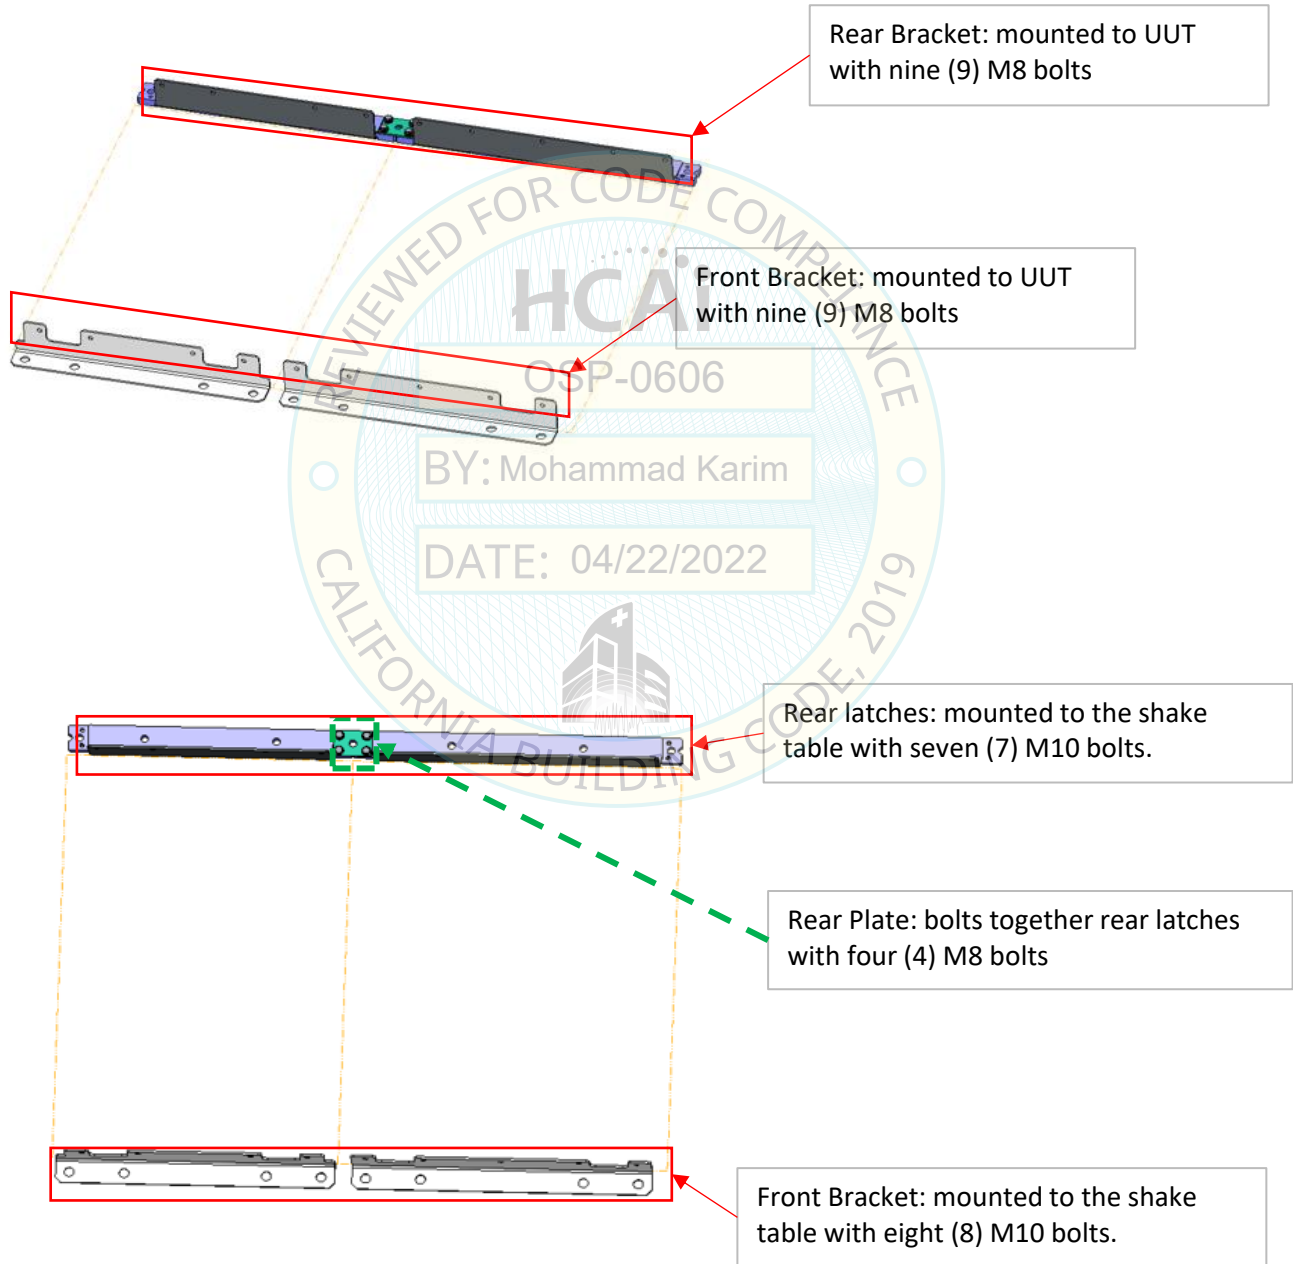 Rear Bracket: mounted to UUT
with nine (9) M8 bolts
Front Bracket: mounted to UUT
with nine (9) M8 bolts
REVIEWED FOR CODE COMPLIANCE
HCAi
OSP-0606
BY: Mohammad Karim
DATE: 04/22/2022
CALIFORNIA BUILDING CODE, 2019
Rear latches: mounted to the shake
table with seven (7) M10 bolts.
Rear Plate: bolts together rear latches
with four (4) M8 bolts
Front Bracket: mounted to the shake
table with eight (8) M10 bolts.